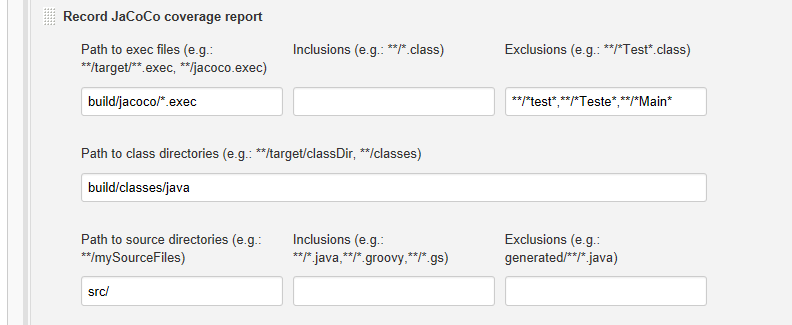 Record JaCoCo coverage report
Path to exec files (e.g.: Inclusions (e.g.: **/*.class) Exclusions (e.g.: **/*Test*.class)
**/target/**.exec, **/jacoco.exec)
build/jacoco/*.exec **/*test*,**/*Teste*,**/*Main*
Path to class directories (e.g.: **/target/classDir, **/classes)
build/classes/java
Path to source directories (e.g.: Inclusions (e.g.: Exclusions (e.g.:
**/mySourceFiles) **/*.java,**/*.groovy,**/*.gs) generated/**/*.java)
src/